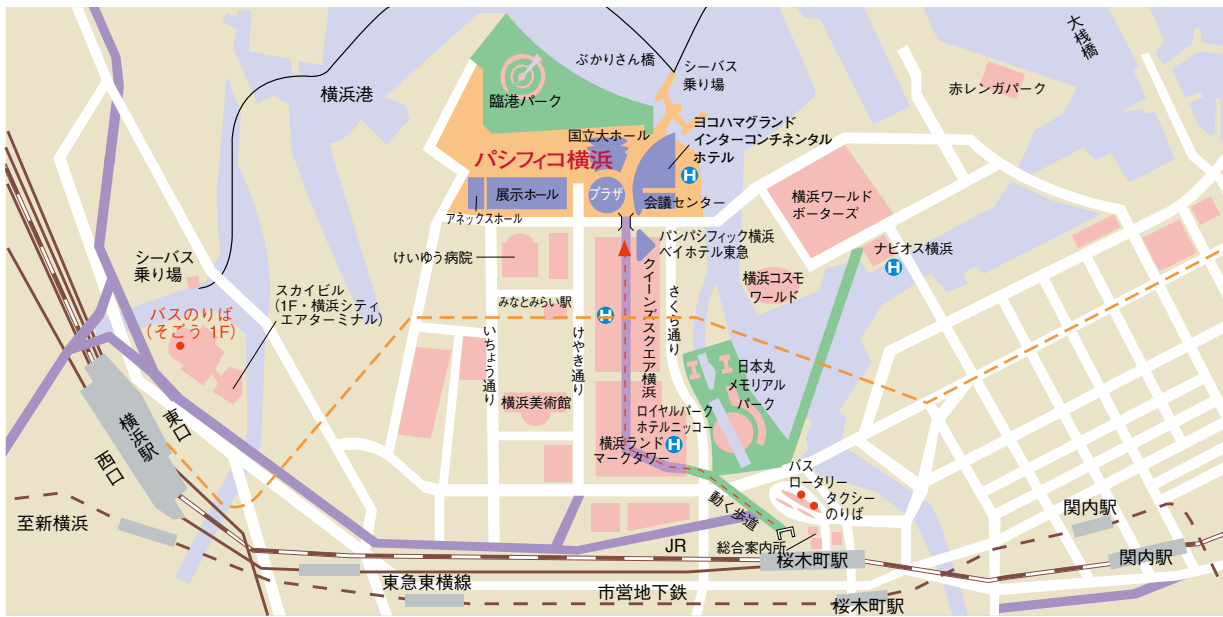 大桟橋
ぶかりさん橋
シーバス
乗り場
横浜港
臨港パーク
赤レンガパーク
ヨコハマグランド
インターコンチネンタル
ホテル
国立大ホール
パシフィコ横浜
H
展示ホール
プラザ
会議センター
アネックスホール
横浜ワールド
ポーターズ
パンパシフィック横浜
ベイホテル東急
ナビオス横浜
H
けいゆう病院
シーバス
乗り場
スカイビル
(1F・横浜シティ
エアターミナル)
バスのりば
(そごう 1F)
みなとみらい駅
H
クイーンズスクエア横浜
さくら通り
横浜コスモ
ワールド
いちょう通り
けやき通り
日本丸
メモリアル
パーク
横浜美術館
ロイヤルパーク
ホテルニッコー
横浜ランド
マークタワー
H
東口
横浜駅
西口
バス
ロータリー
タクシー
のりば
動く歩道
総合案内所
至新横浜
JR
桜木町駅
関内駅
関内駅
東急東横線
市営地下鉄
桜木町駅